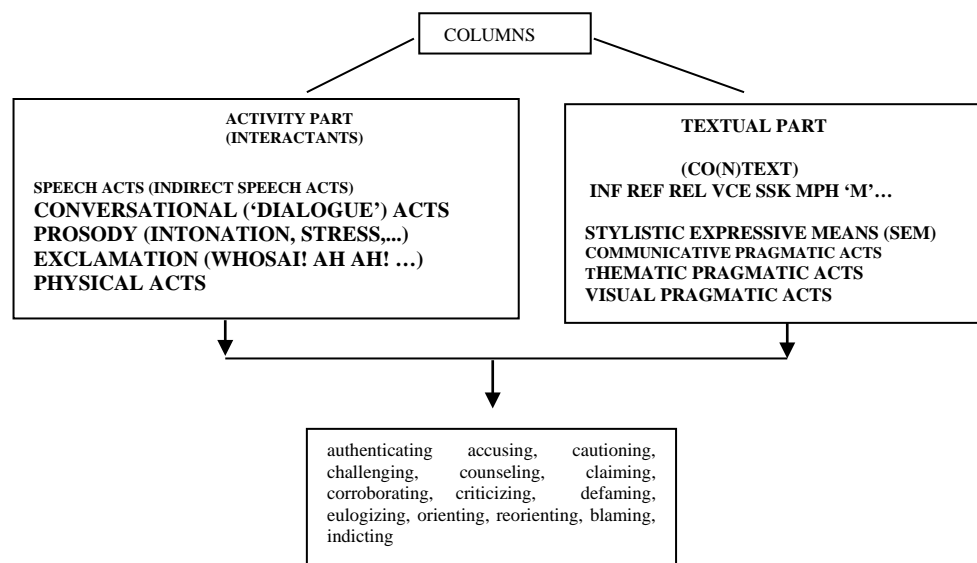 COLUMNS
ACTIVITY PART
(INTERACTANTS)
SPEECH ACTS (INDIRECT SPEECH ACTS)
CONVERSATIONAL (‘DIALOGUE’) ACTS
PROSODY (INTONATION, STRESS,...)
EXCLAMATION (WHOSAI! AH AH! …)
PHYSICAL ACTS
TEXTUAL PART
(CO(N)TEXT)
INF REF REL VCE SSK MPH ‘M’…
STYLISTIC EXPRESSIVE MEANS (SEM)
COMMUNICATIVE PRAGMATIC ACTS
THEMATIC PRAGMATIC ACTS
VISUAL PRAGMATIC ACTS
authenticating accusing, cautioning,
challenging, counseling, claiming,
corroborating, criticizing, defaming,
eulogizing, orienting, reorienting, blaming,
indicting